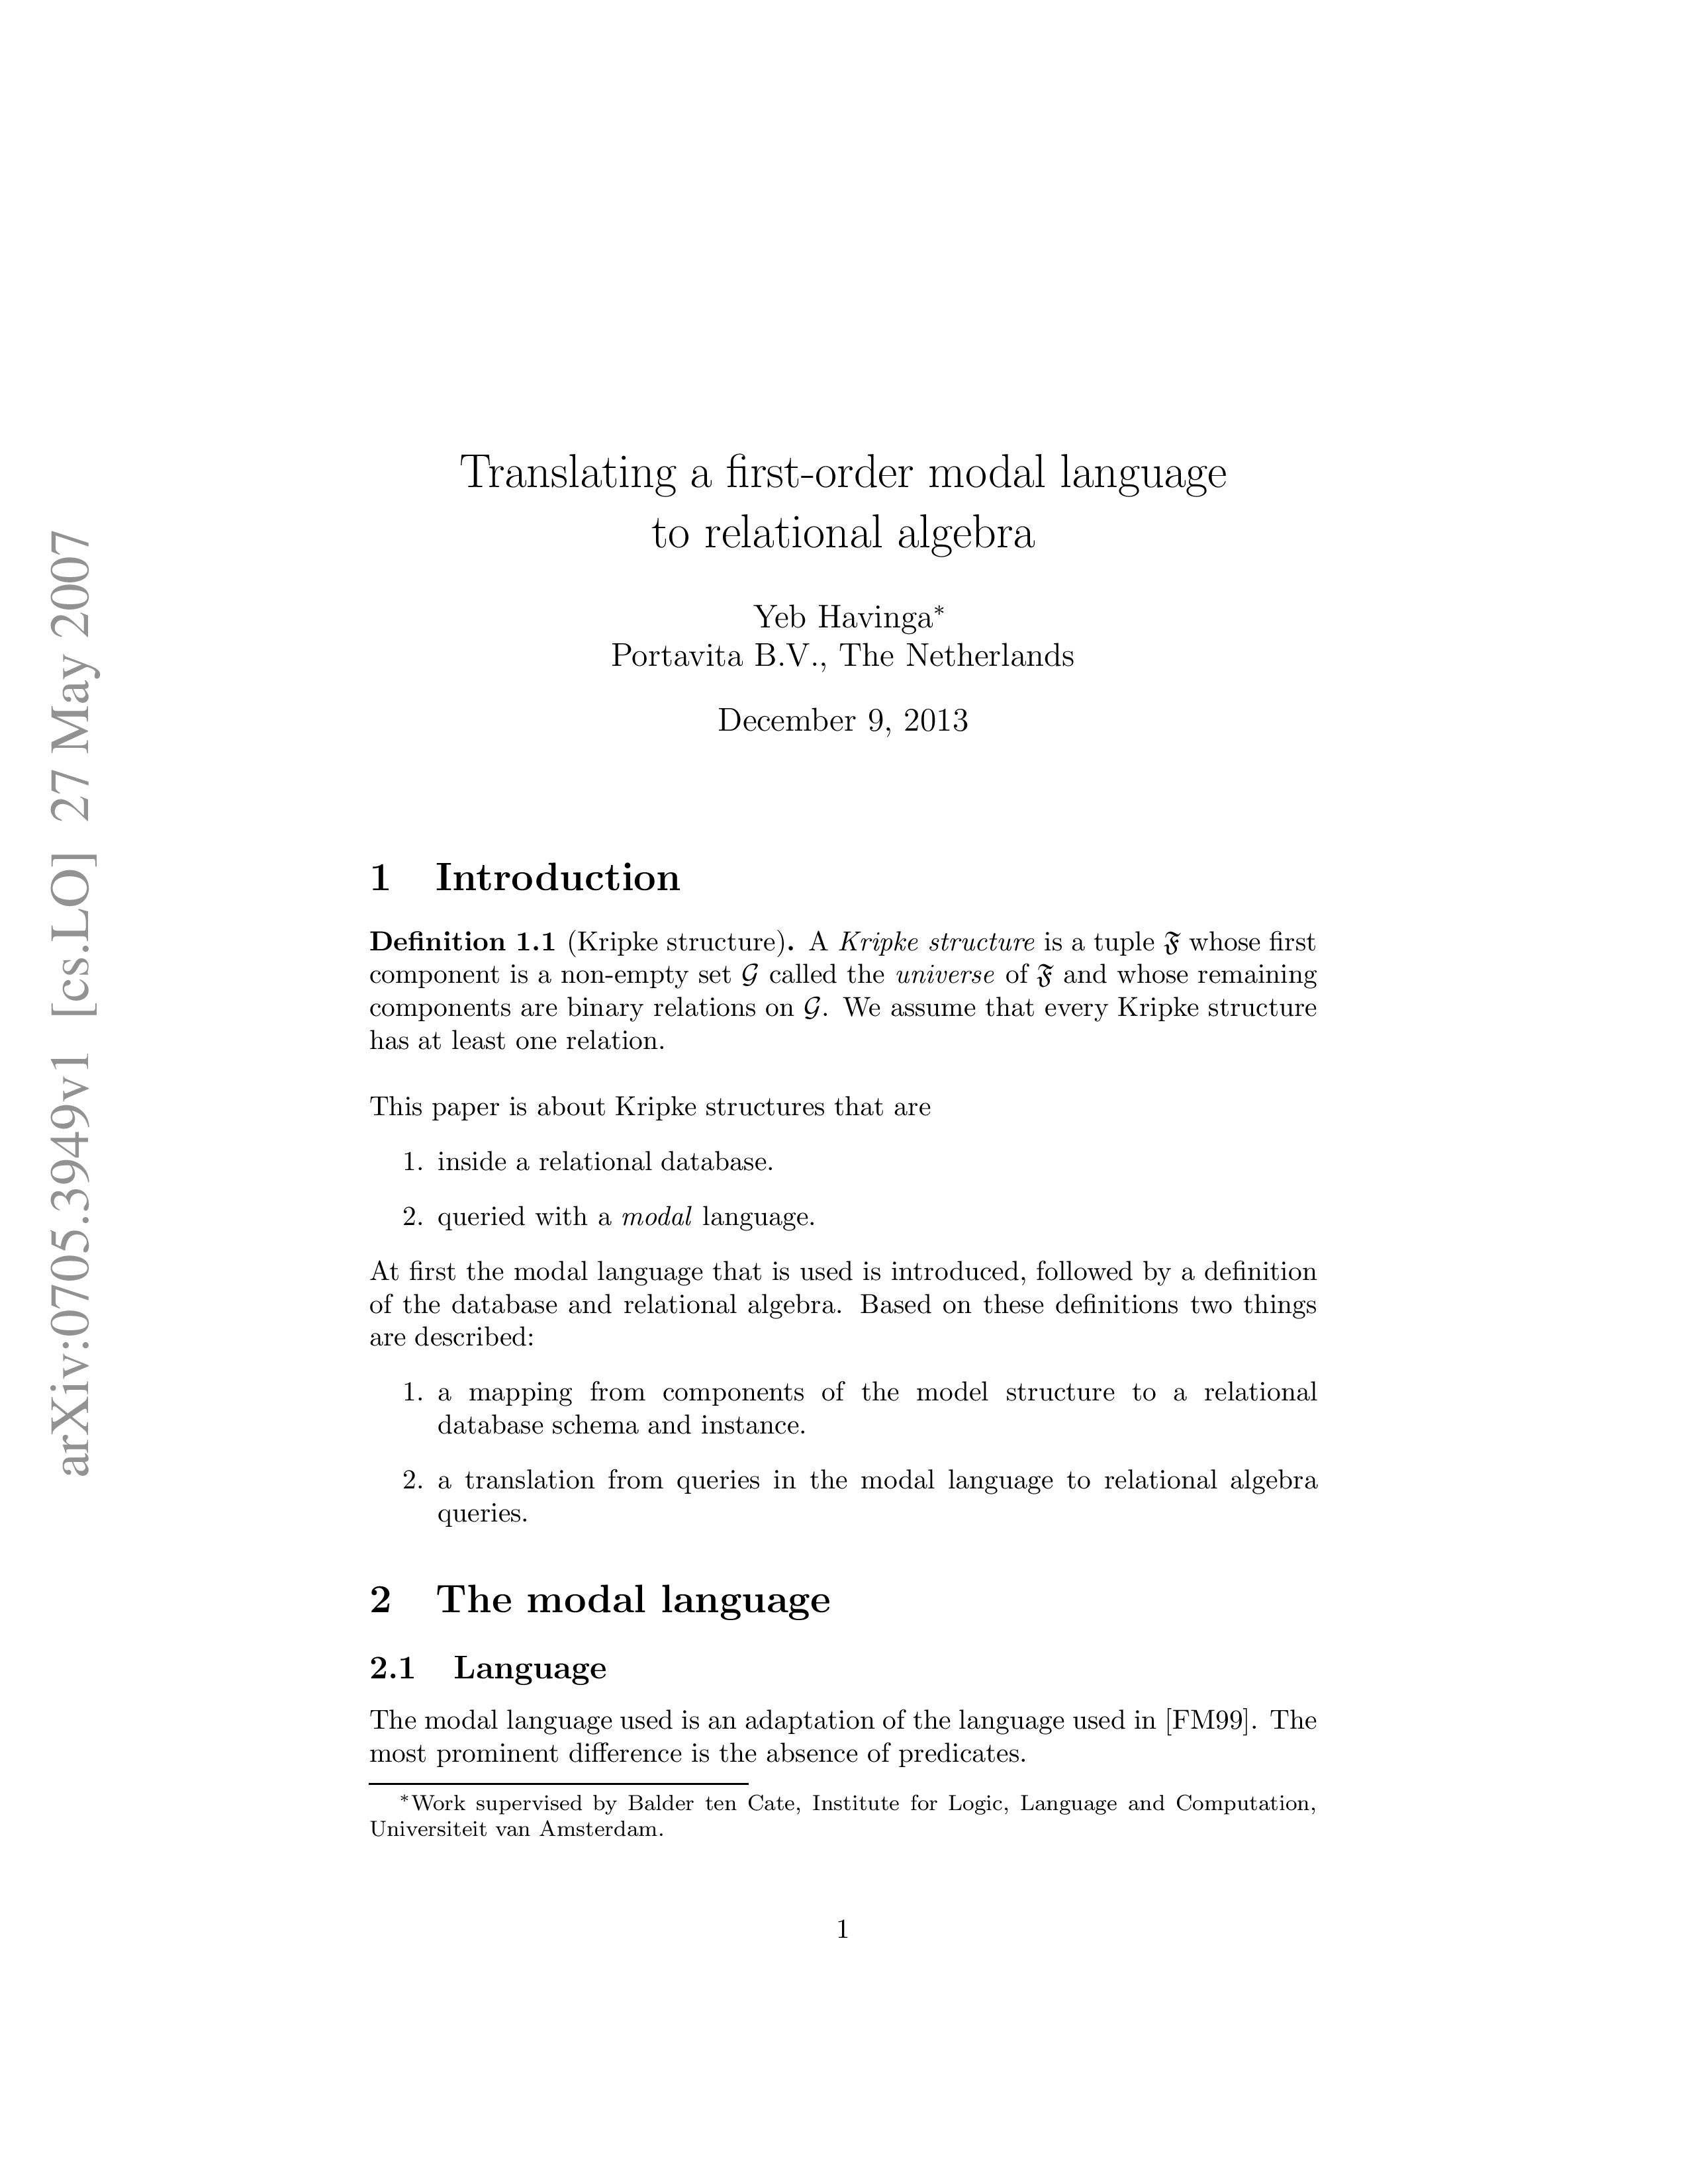 Translating a first-order modal language
to relational algebra
Yeb Havinga*
Portavita B.V., The Netherlands
December 9, 2013
arXiv:0705.3949v1 [cs.LO] 27 May 2007
1 Introduction
Definition 1.1 (Kripke structure). A Kripke structure is a tuple 𝔉 whose first
component is a non-empty set 𝒢 called the universe of 𝔉 and whose remaining
components are binary relations on 𝒢. We assume that every Kripke structure
has at least one relation.
This paper is about Kripke structures that are
1. inside a relational database.
2. queried with a modal language.
At first the modal language that is used is introduced, followed by a definition
of the database and relational algebra. Based on these definitions two things
are described:
1. a mapping from components of the model structure to a relational
database schema and instance.
2. a translation from queries in the modal language to relational algebra
queries.
2 The modal language
2.1 Language
The modal language used is an adaptation of the language used in [FM99]. The
most prominent difference is the absence of predicates.
*Work supervised by Balder ten Cate, Institute for Logic, Language and Computation,
Universiteit van Amsterdam.
1